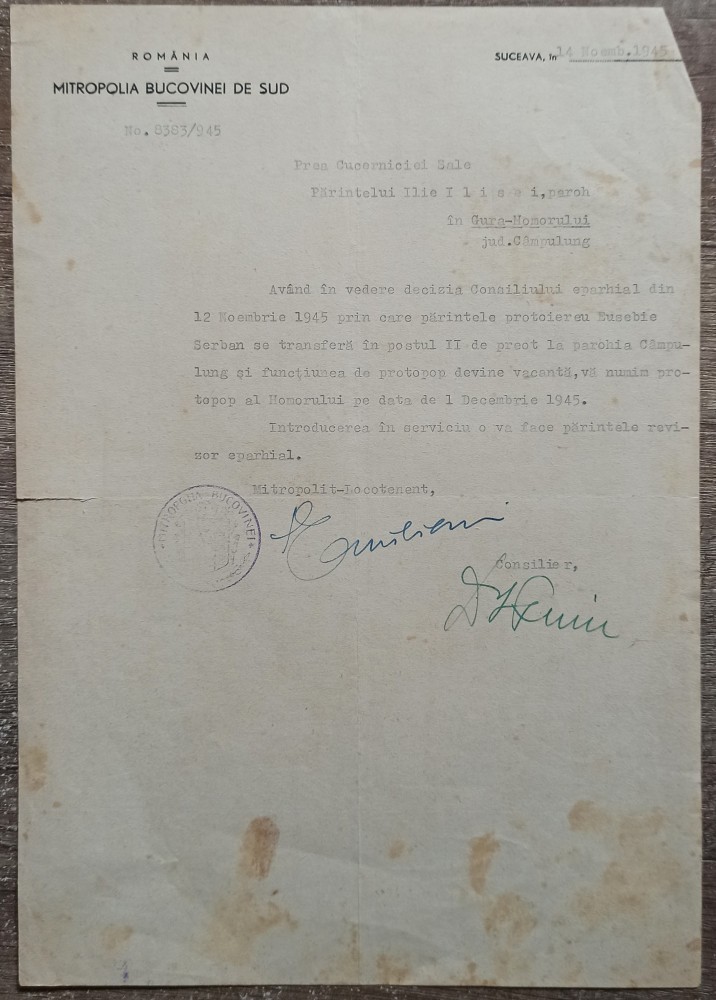 ROMÂNIA
MITROPOLIA BUCOVINEI DE SUD
No. 8383/945
SUCEAVA, în 14 Noemb. 1945
Prea Cucerniciei Sale
Părintelui Ilie I l i s e i, paroh
în Gura-Homorului
jud. Câmpulung
Având în vedere decizia Consiliului eparhial din
12 Noembrie 1945 prin care părintele protoiereu Eusebie
Serban se transferă în postul II de preot la parohia Câmpu-
lung și funcțiunea de protopop devine vacantă, vă numim pro-
topop al Homorului pe data de 1 Decembrie 1945.
Introducerea în serviciu o va face părintele revi-
zor eparhial.
Mitropolit-Locotenent,
MITROPOLIA BUCOVINEI
Emilian
Consilier,